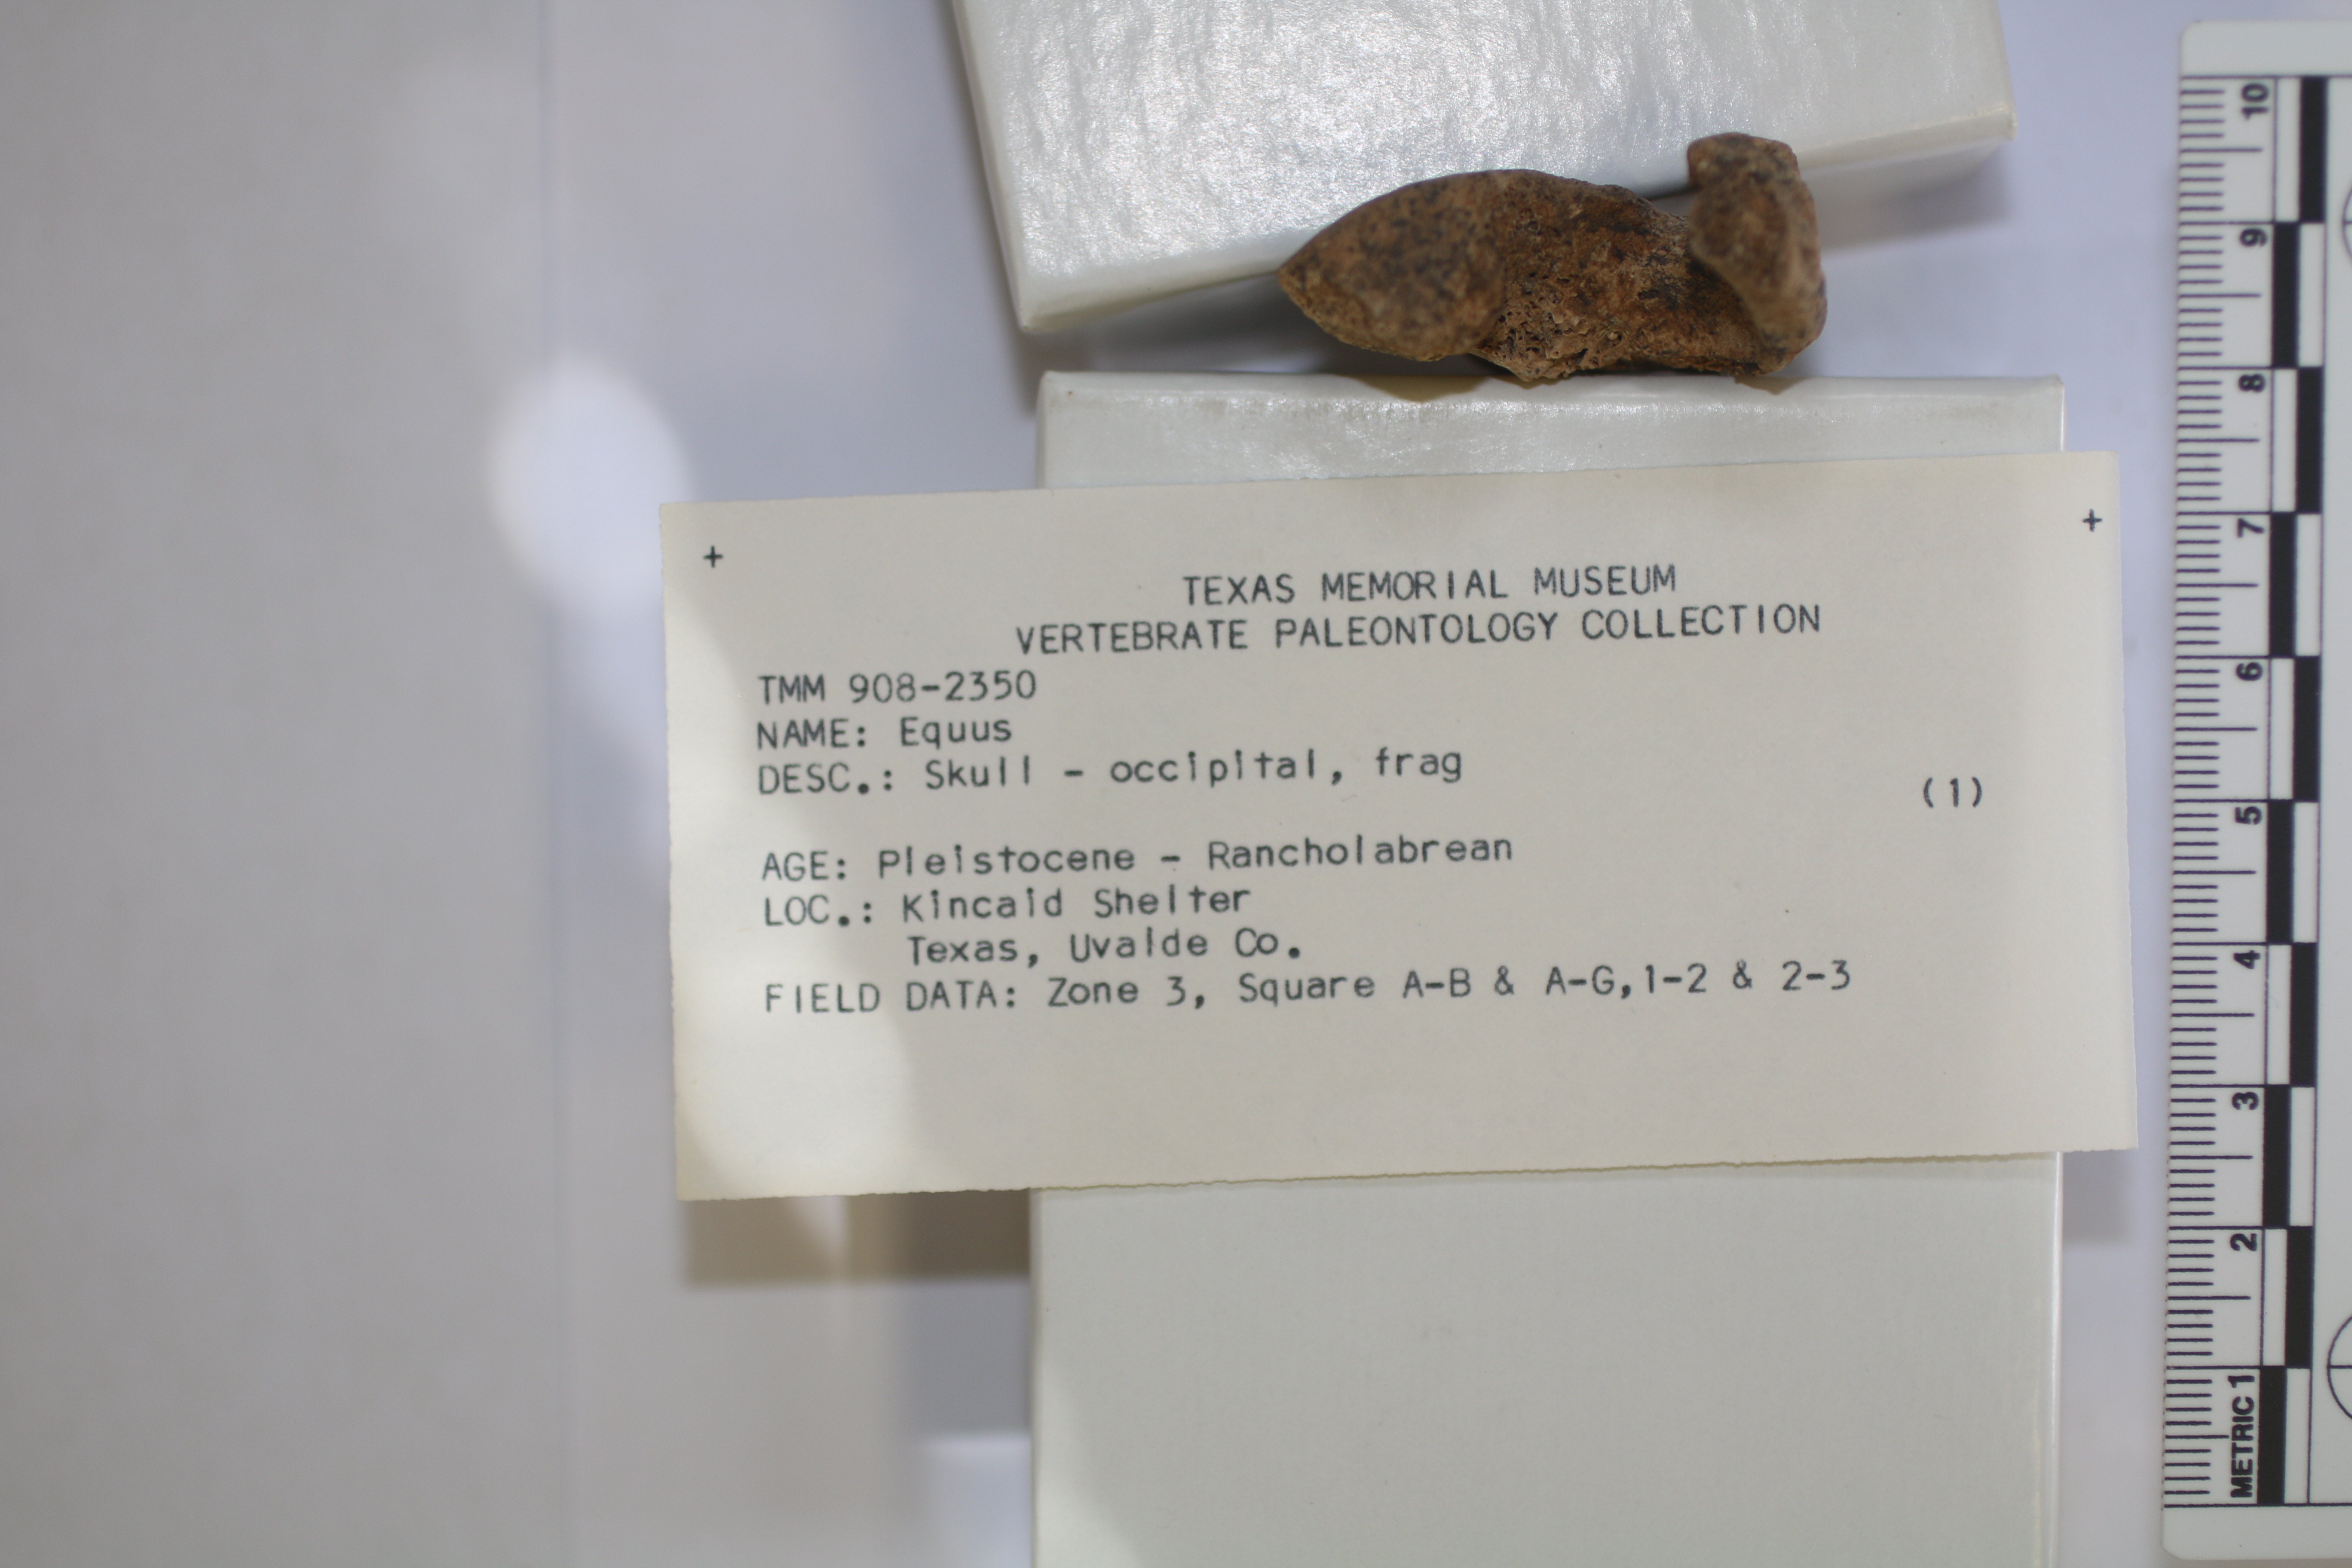 +
+
TEXAS MEMORIAL MUSEUM
VERTEBRATE PALEONTOLOGY COLLECTION
TMM 908-2350
NAME: Equus
DESC.: Skull - occipital, frag (1)
AGE: Pleistocene - Rancholabrean
LOC.: Kincaid Shelter
Texas, Uvalde Co.
FIELD DATA: Zone 3, Square A-B & A-G,1-2 & 2-3
METRIC 1 2 3 4 5 6 7 8 9 10